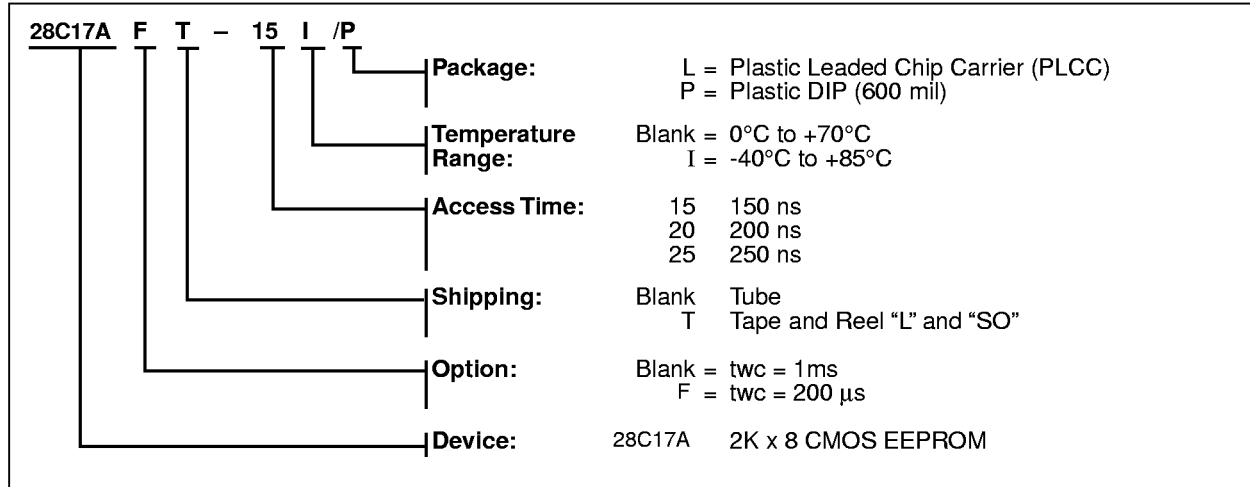 28C17A F T – 15 I /P
Package: L = Plastic Leaded Chip Carrier (PLCC)
P = Plastic DIP (600 mil)
Temperature Blank = 0°C to +70°C
Range: I = -40°C to +85°C
Access Time: 15 150 ns
20 200 ns
25 250 ns
Shipping: Blank Tube
T Tape and Reel “L” and “SO”
Option: Blank = twc = 1ms
F = twc = 200 μs
Device: 28C17A 2K x 8 CMOS EEPROM